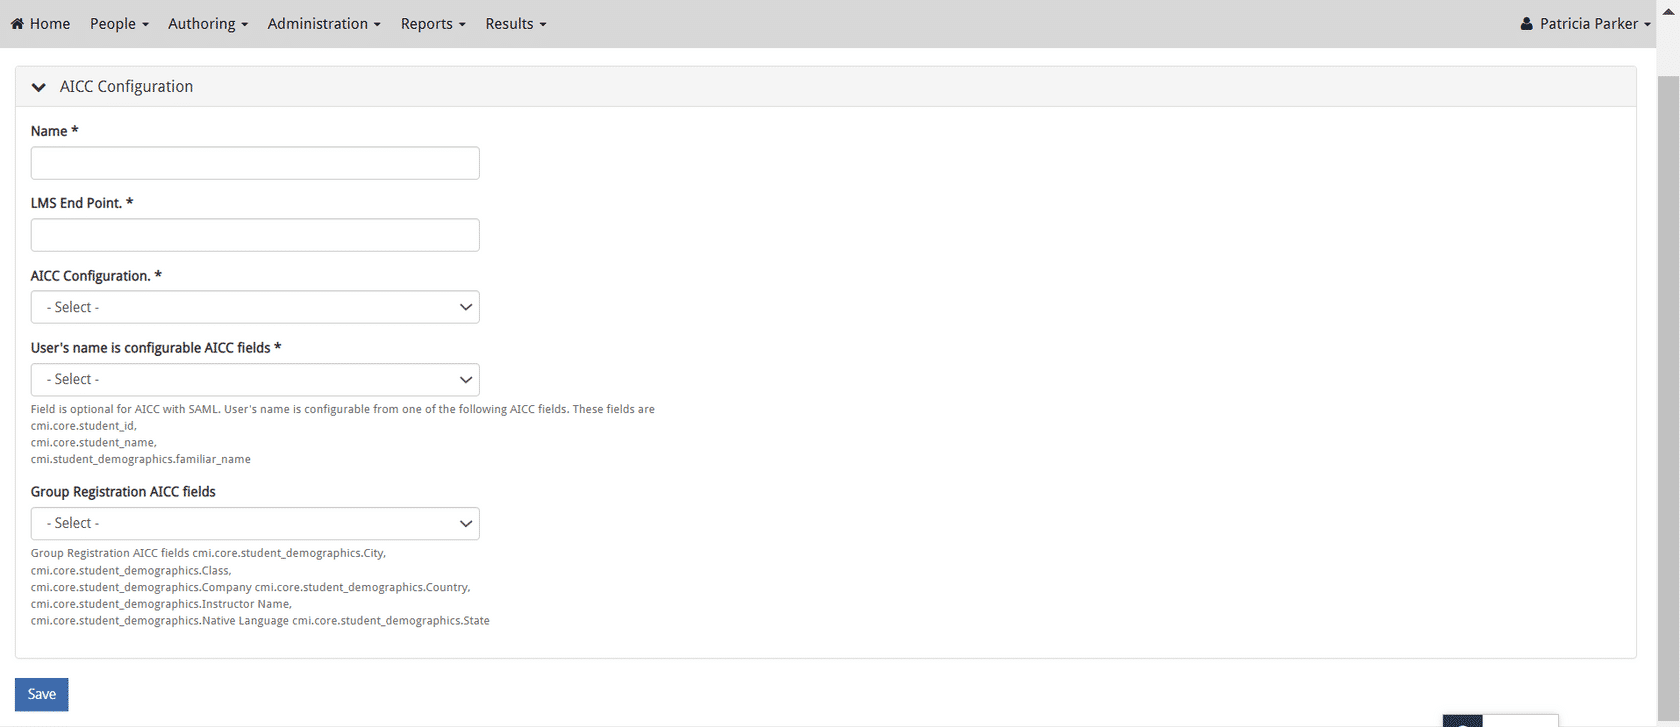 Home People Authoring Administration Reports Results Patricia Parker
AICC Configuration
Name *
LMS End Point. *
AICC Configuration. *
- Select -
User's name is configurable AICC fields *
- Select -
Field is optional for AICC with SAML. User's name is configurable from one of the following AICC fields. These fields are
cmi.core.student_id,
cmi.core.student_name,
cmi.student_demographics.familiar_name
Group Registration AICC fields
- Select -
Group Registration AICC fields cmi.core.student_demographics.City,
cmi.core.student_demographics.Class,
cmi.core.student_demographics.Company cmi.core.student_demographics.Country,
cmi.core.student_demographics.Instructor Name,
cmi.core.student_demographics.Native Language cmi.core.student_demographics.State
Save